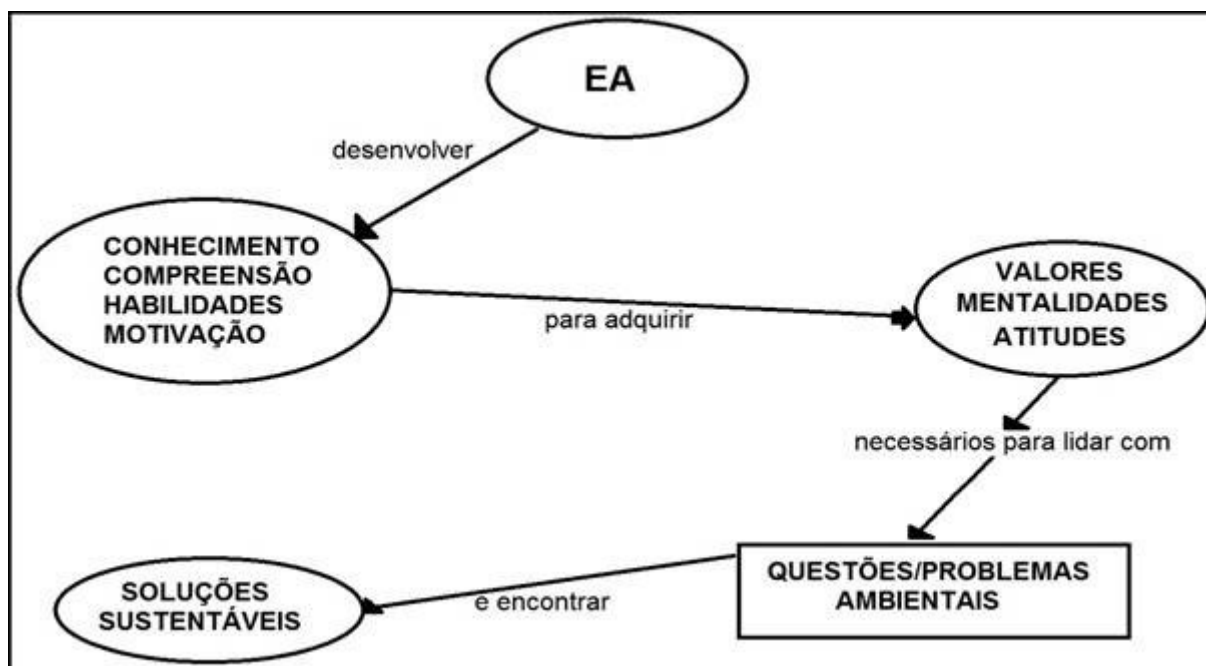 EA
desenvolver
CONHECIMENTO
COMPREENSÃO
HABILIDADES
MOTIVAÇÃO
para adquirir
VALORES
MENTALIDADES
ATITUDES
necessários para lidar com
QUESTÕES/PROBLEMAS
AMBIENTAIS
e encontrar
SOLUÇÕES
SUSTENTÁVEIS